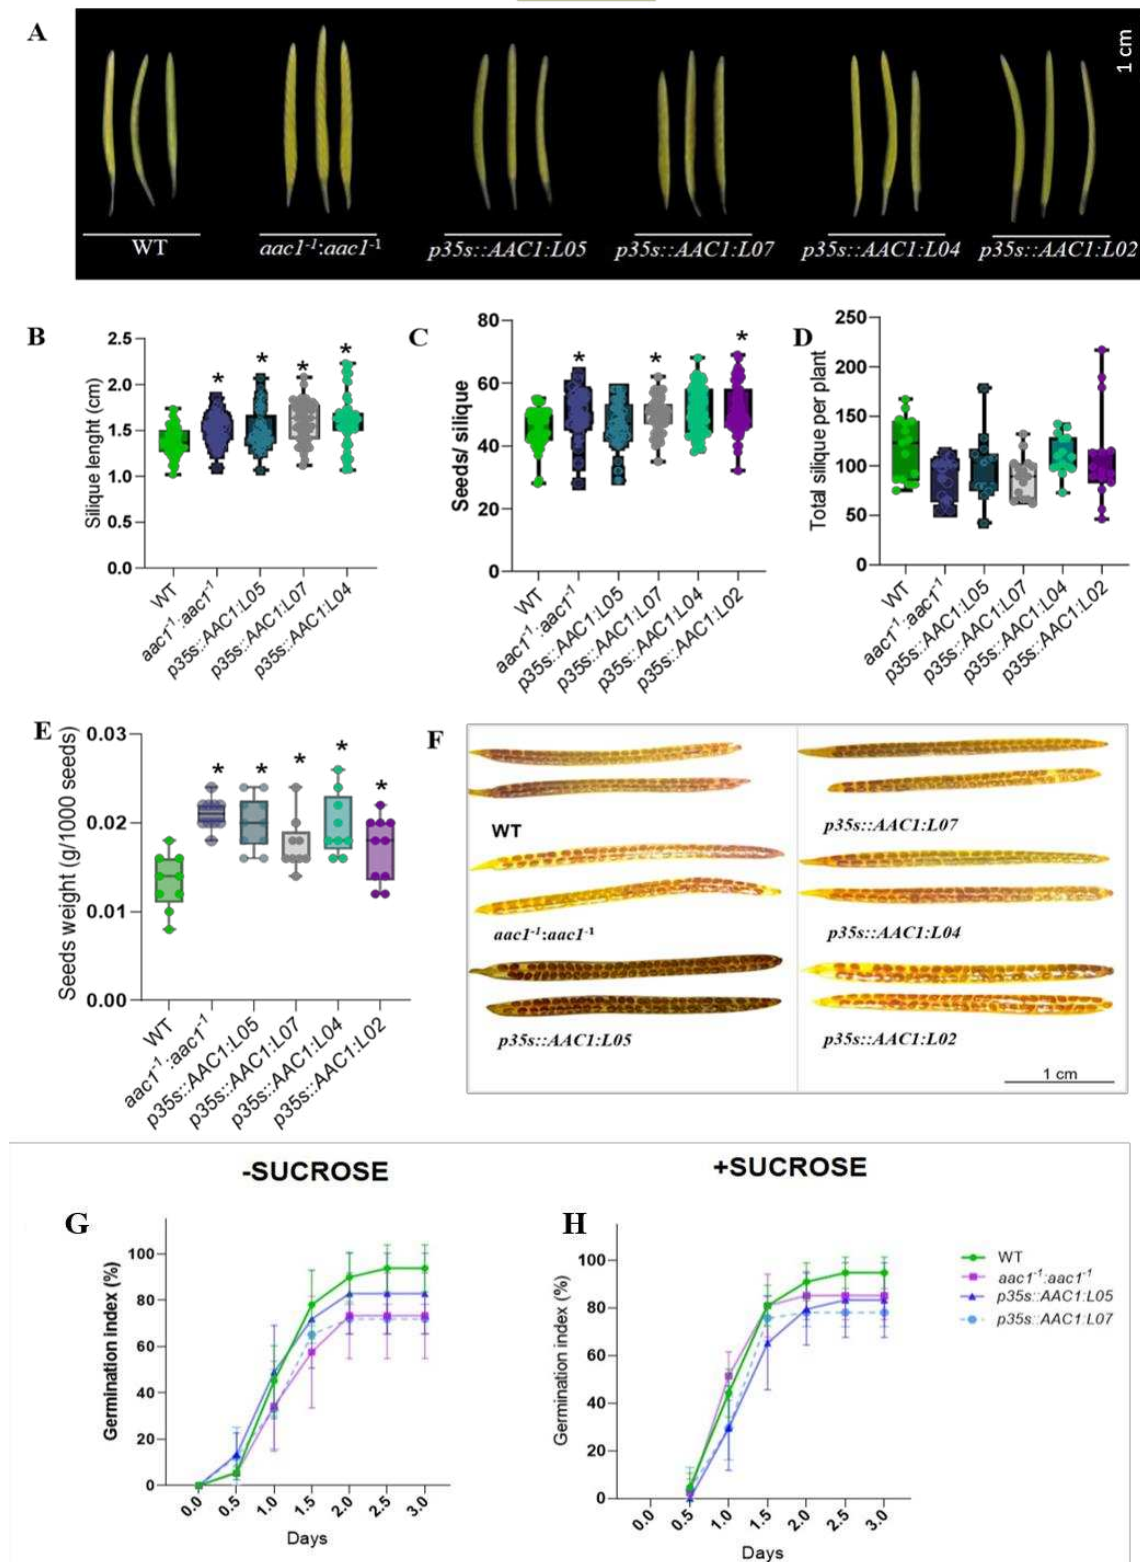 A
1 cm
WT
aac1⁻¹:aac1⁻¹
p35s::AAC1:L05
p35s::AAC1:L07
p35s::AAC1:L04
p35s::AAC1:L02
B
Silique lenght (cm)
2.5
2.0
1.5
1.0
0.5
0.0
* * * *
WT
aac1⁻¹:aac1⁻¹
p35s::AAC1:L05
p35s::AAC1:L07
p35s::AAC1:L04
C
Seeds/ silique
80
60
40
20
0
* * *
WT
aac1⁻¹:aac1⁻¹
p35s::AAC1:L05
p35s::AAC1:L07
p35s::AAC1:L04
p35s::AAC1:L02
D
Total silique per plant
250
200
150
100
50
0
WT
aac1⁻¹:aac1⁻¹
p35s::AAC1:L05
p35s::AAC1:L07
p35s::AAC1:L04
p35s::AAC1:L02
E
Seeds weight (g/1000 seeds)
0.03
0.02
0.01
0.00
* * * * *
WT
aac1⁻¹:aac1⁻¹
p35s::AAC1:L05
p35s::AAC1:L07
p35s::AAC1:L04
p35s::AAC1:L02
F
WT
aac1⁻¹:aac1⁻¹
p35s::AAC1:L05
p35s::AAC1:L07
p35s::AAC1:L04
p35s::AAC1:L02
1 cm
-SUCROSE
G
Germination index (%)
100
80
60
40
20
0
0.0
0.5
1.0
1.5
2.0
2.5
3.0
Days
+SUCROSE
H
Germination index (%)
100
80
60
40
20
0
0.0
0.5
1.0
1.5
2.0
2.5
3.0
Days
WT
aac1⁻¹:aac1⁻¹
p35s::AAC1:L05
p35s::AAC1:L07